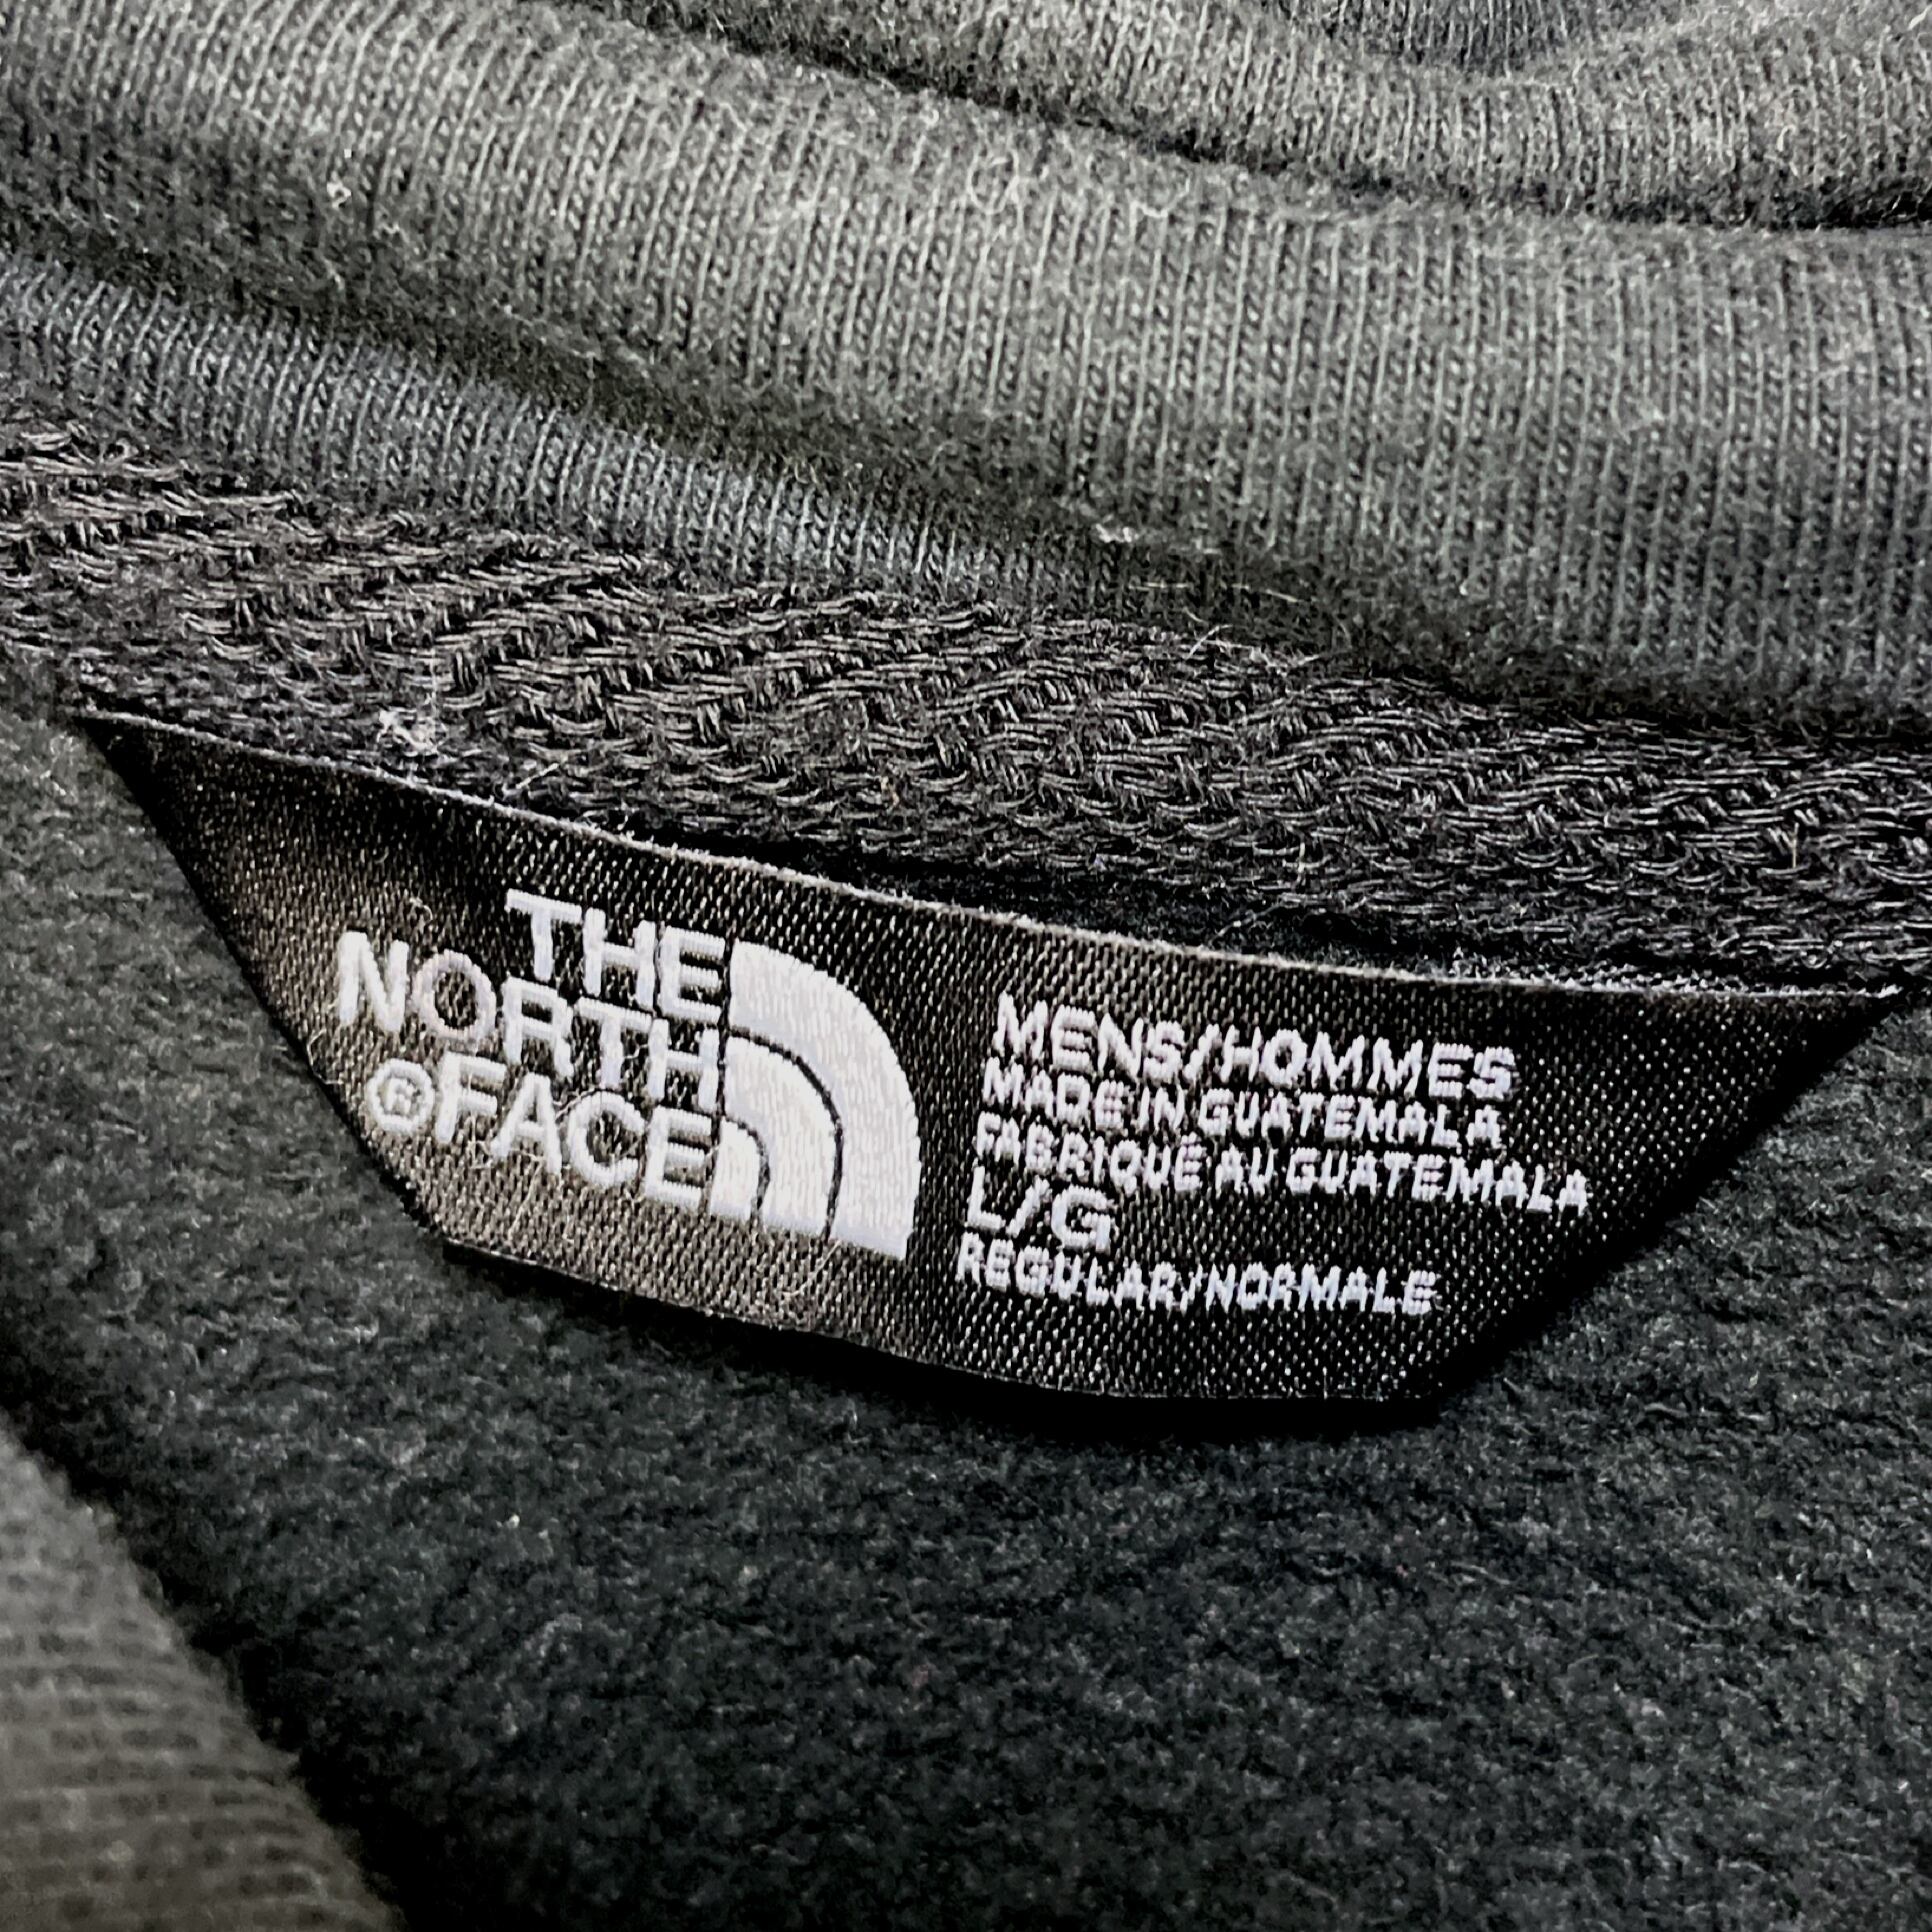 THE
NORTH
®FACE
MENS/HOMMES
MADE IN GUATEMALA
FABRIQUÉ AU GUATEMALA
L/G
REGULAR/NORMALE